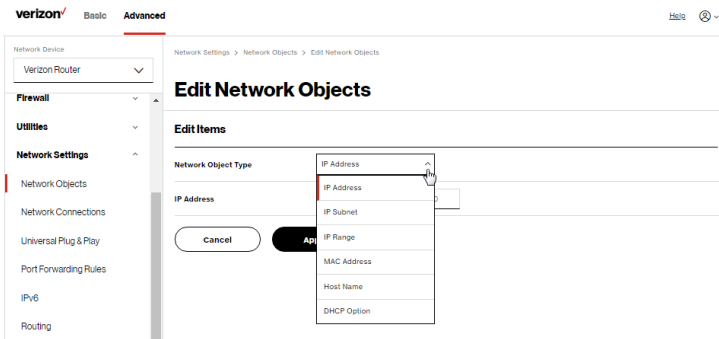 verizon✓ Basic Advanced Help
Network Device
Verizon Router
Firewall
Utilities
Network Settings
Network Objects
Network Connections
Universal Plug & Play
Port Forwarding Rules
IPv6
Routing
Network Settings > Network Objects > Edit Network Objects
Edit Network Objects
Edit Items
Network Object Type IP Address
IP Address
IP Subnet
IP Range
MAC Address
Host Name
DHCP Option
IP Address 0
Cancel